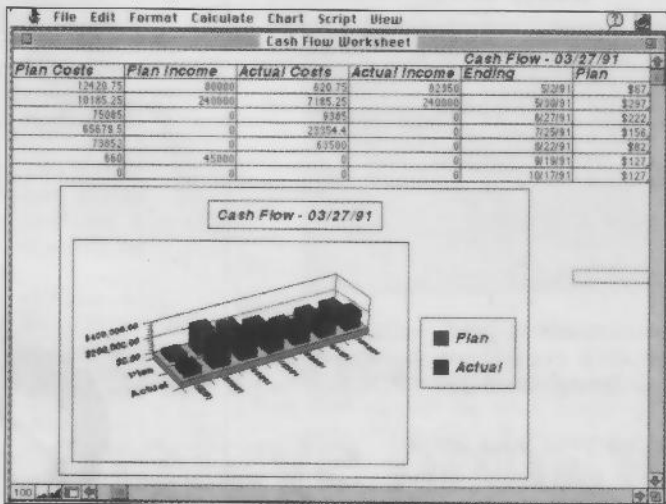 File Edit Format Calculate Chart Script View
Cash Flow Worksheet
Cash Flow - 03/27/91
Plan Costs Plan Income Actual Costs Actual Income Ending Plan
12420.75 80000 820.75 82350 5/2/91 $67,
10185.25 240000 7185.25 240000 5/30/91 $297,
75085 0 9385 0 6/27/91 $222,
65678.5 0 23354.4 0 7/25/91 $156,
73852 0 63500 0 8/22/91 $82,
660 45000 0 0 9/19/91 $127,
0 0 0 0 10/17/91 $127,
Cash Flow - 03/27/91
$400,000.00
$200,000.00
$0.00
Plan
Actual
Plan
Actual
100